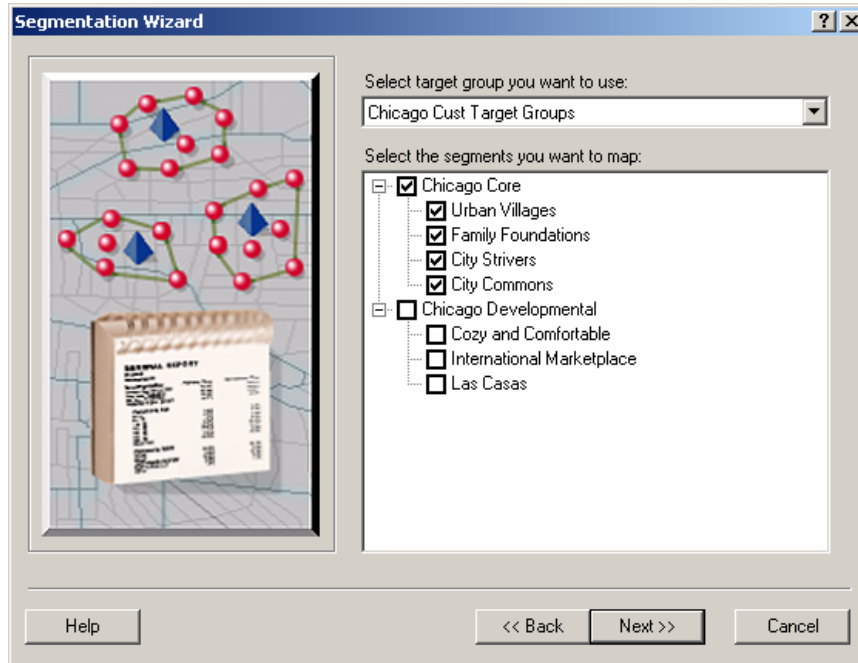 Segmentation Wizard
Select target group you want to use:
Chicago Cust Target Groups
Select the segments you want to map:
Chicago Core
Urban Villages
Family Foundations
City Strivers
City Commons
Chicago Developmental
Cozy and Comfortable
International Marketplace
Las Casas
Help
<< Back
Next >>
Cancel